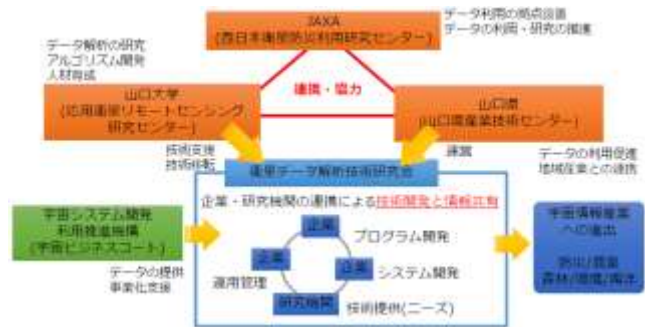 JAXA
(西日本衛星防災利用研究センター)
データ利用の拠点設置
データの利用・研究の推進
データ解析の研究
アルゴリズム開発
人材育成
山口大学
(応用衛星リモートセンシング
研究センター)
連携・協力
山口県
(山口県産業技術センター)
技術支援
技術移転
運営
データの利用促進
地域産業との連携
衛星データ解析技術研究会
企業・研究機関の連携による技術開発と情報共有
宇宙システム開発
利用推進機構
(宇宙ビジネスコート)
データの提供
事業化支援
企業
プログラム開発
企業
企業
システム開発
運用管理
研究機関
技術提供(ニーズ)
宇宙情報産業
への進出
防災/農業
森林/環境/海洋